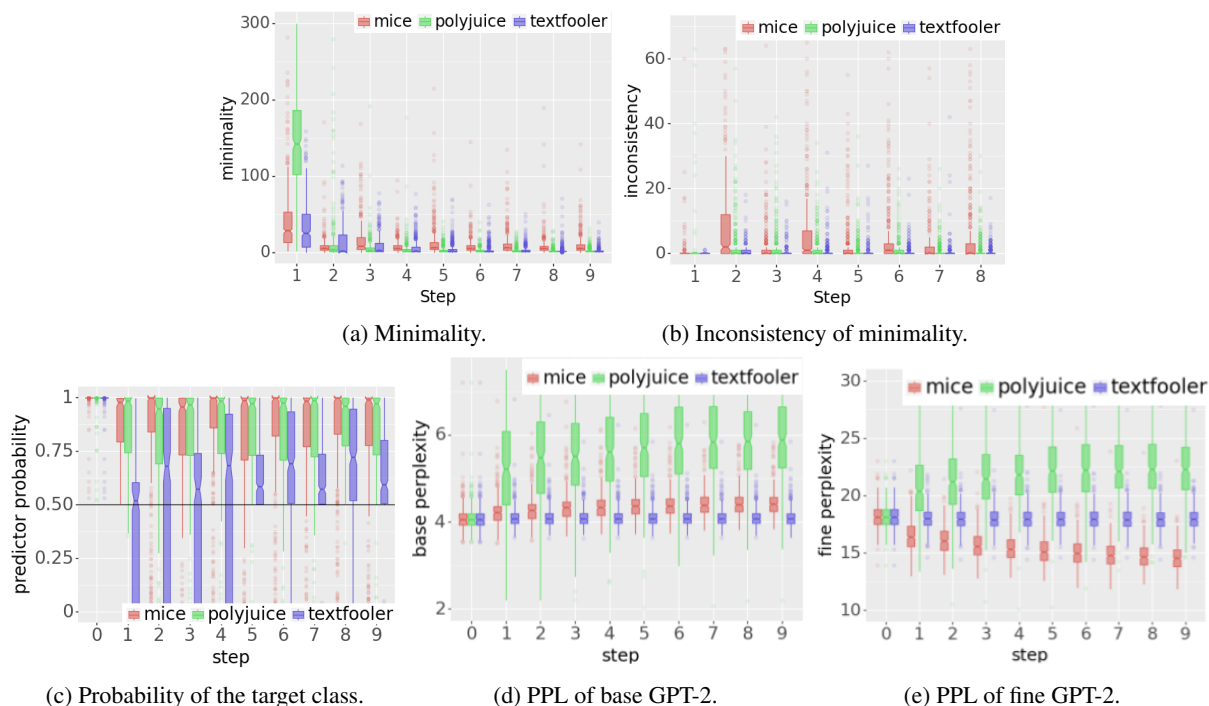 mice polyjuice textfooler
300
200
100
0
minimality
1 2 3 4 5 6 7 8 9
Step
(a) Minimality.
mice polyjuice textfooler
60
40
20
0
inconsistency
1 2 3 4 5 6 7 8
Step
(b) Inconsistency of minimality.
1
0.75
0.50
0.25
0
predictor probability
mice polyjuice textfooler
0 1 2 3 4 5 6 7 8 9
step
(c) Probability of the target class.
mice polyjuice textfooler
6
4
2
base perplexity
0 1 2 3 4 5 6 7 8 9
step
(d) PPL of base GPT-2.
mice polyjuice textfooler
30
25
20
15
10
fine perplexity
0 1 2 3 4 5 6 7 8 9
step
(e) PPL of fine GPT-2.